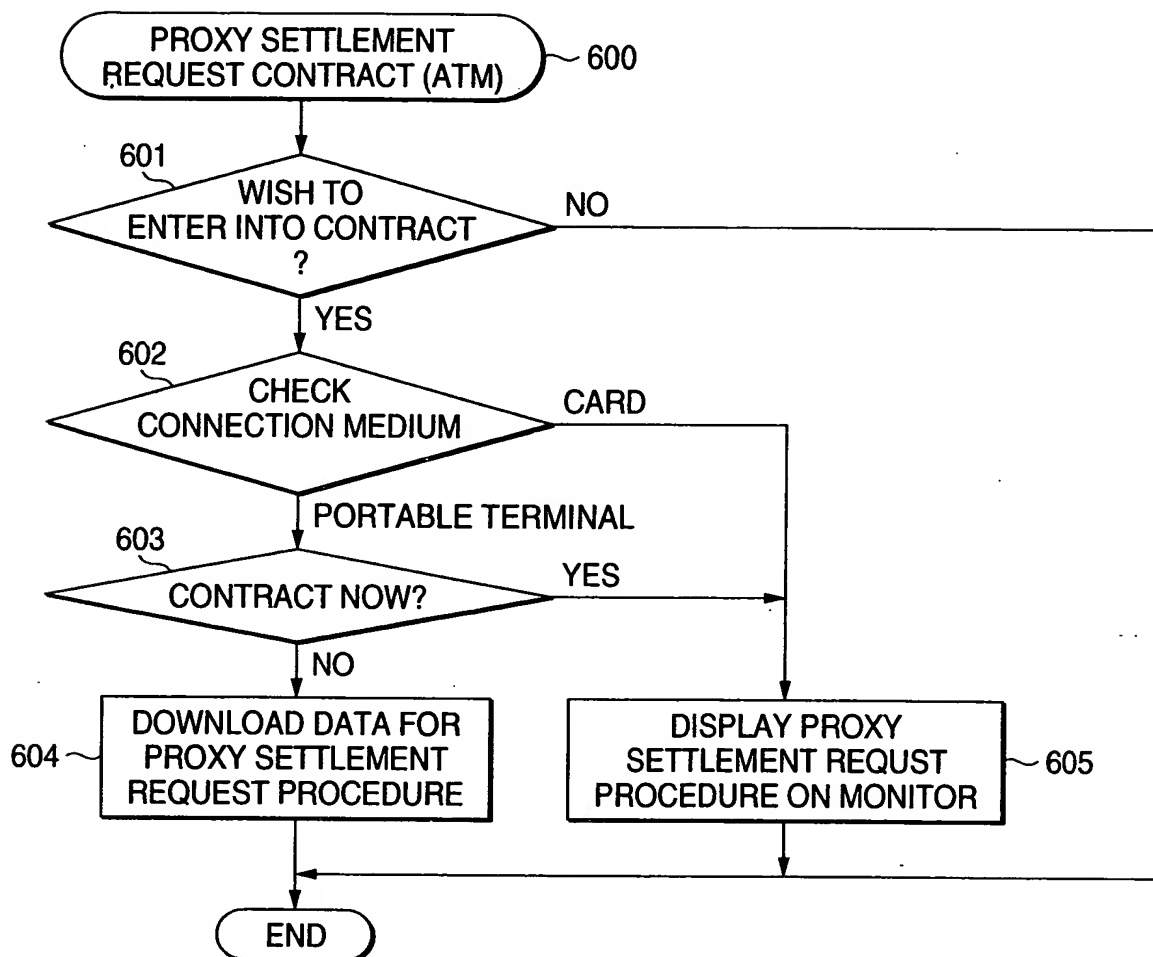 PROXY SETTLEMENT
REQUEST CONTRACT (ATM)
600
601
WISH TO
ENTER INTO CONTRACT
?
NO
YES
602
CHECK
CONNECTION MEDIUM
CARD
PORTABLE TERMINAL
603
CONTRACT NOW?
YES
NO
604
DOWNLOAD DATA FOR
PROXY SETTLEMENT
REQUEST PROCEDURE
DISPLAY PROXY
SETTLEMENT REQUST
PROCEDURE ON MONITOR
605
END